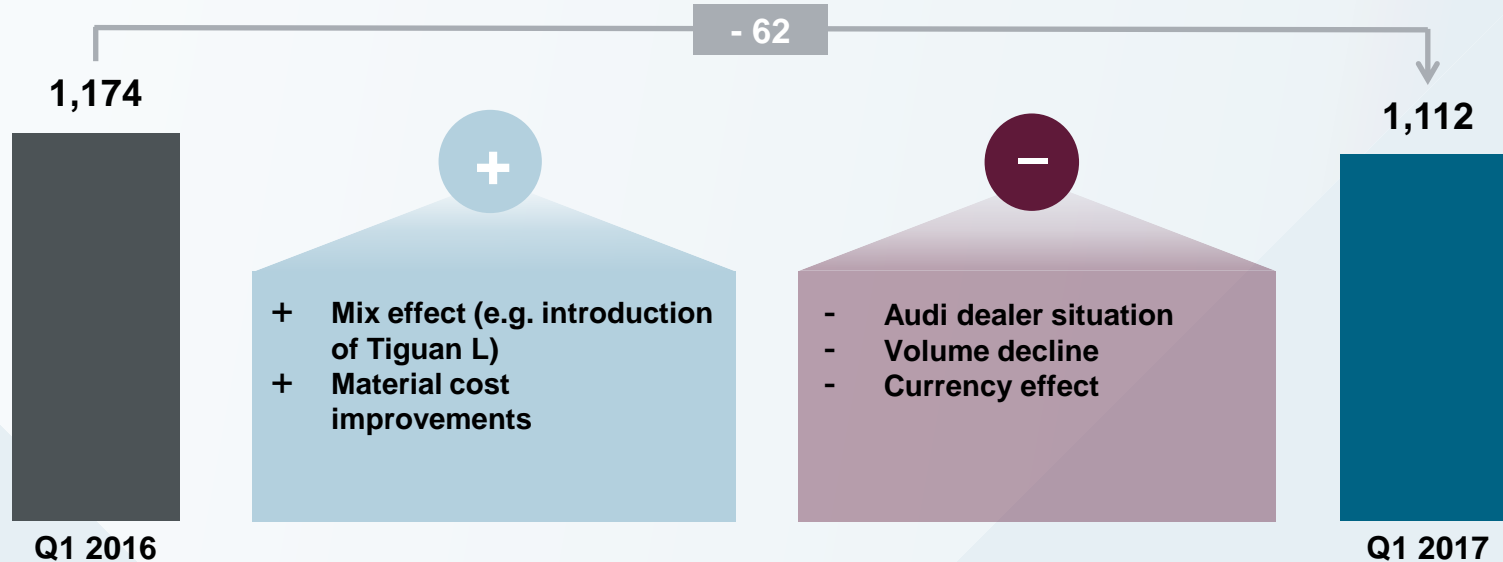 - 62
1,174
1,112
+
–
+ Mix effect (e.g. introduction
of Tiguan L)
+ Material cost
improvements
- Audi dealer situation
- Volume decline
- Currency effect
Q1 2016
Q1 2017